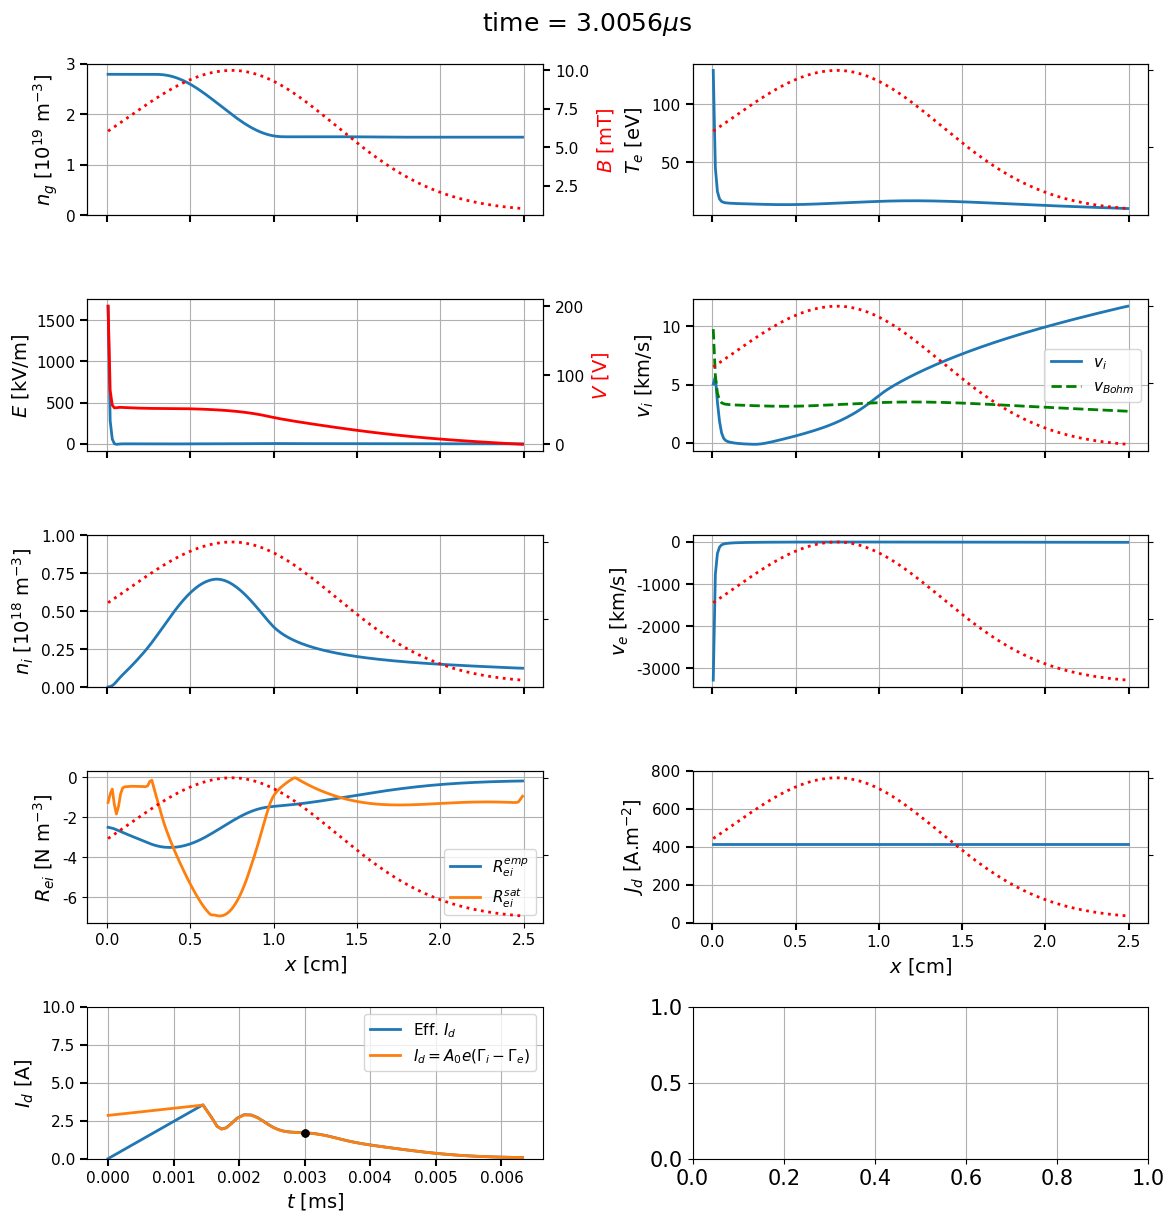 time = 3.0056μs
n_g [10^19 m^−3]
3
2
1
0
10.0
7.5
5.0
2.5
B [mT]
T_e [eV]
100
50
E [kV/m]
1500
1000
500
0
200
100
0
V [V]
v_i [km/s]
10
5
0
v_i
v_Bohm
n_i [10^18 m^−3]
1.00
0.75
0.50
0.25
0.00
v_e [km/s]
0
-1000
-2000
-3000
R_ei [N m^−3]
0
-2
-4
-6
R_ei^emp
R_ei^sat
0.0 0.5 1.0 1.5 2.0 2.5
x [cm]
J_d [A.m^−2]
800
600
400
200
0
0.0 0.5 1.0 1.5 2.0 2.5
x [cm]
I_d [A]
10.0
7.5
5.0
2.5
0.0
Eff. I_d
I_d = A_0e(Γ_i − Γ_e)
0.000 0.001 0.002 0.003 0.004 0.005 0.006
t [ms]
1.0
0.5
0.0
0.0 0.2 0.4 0.6 0.8 1.0